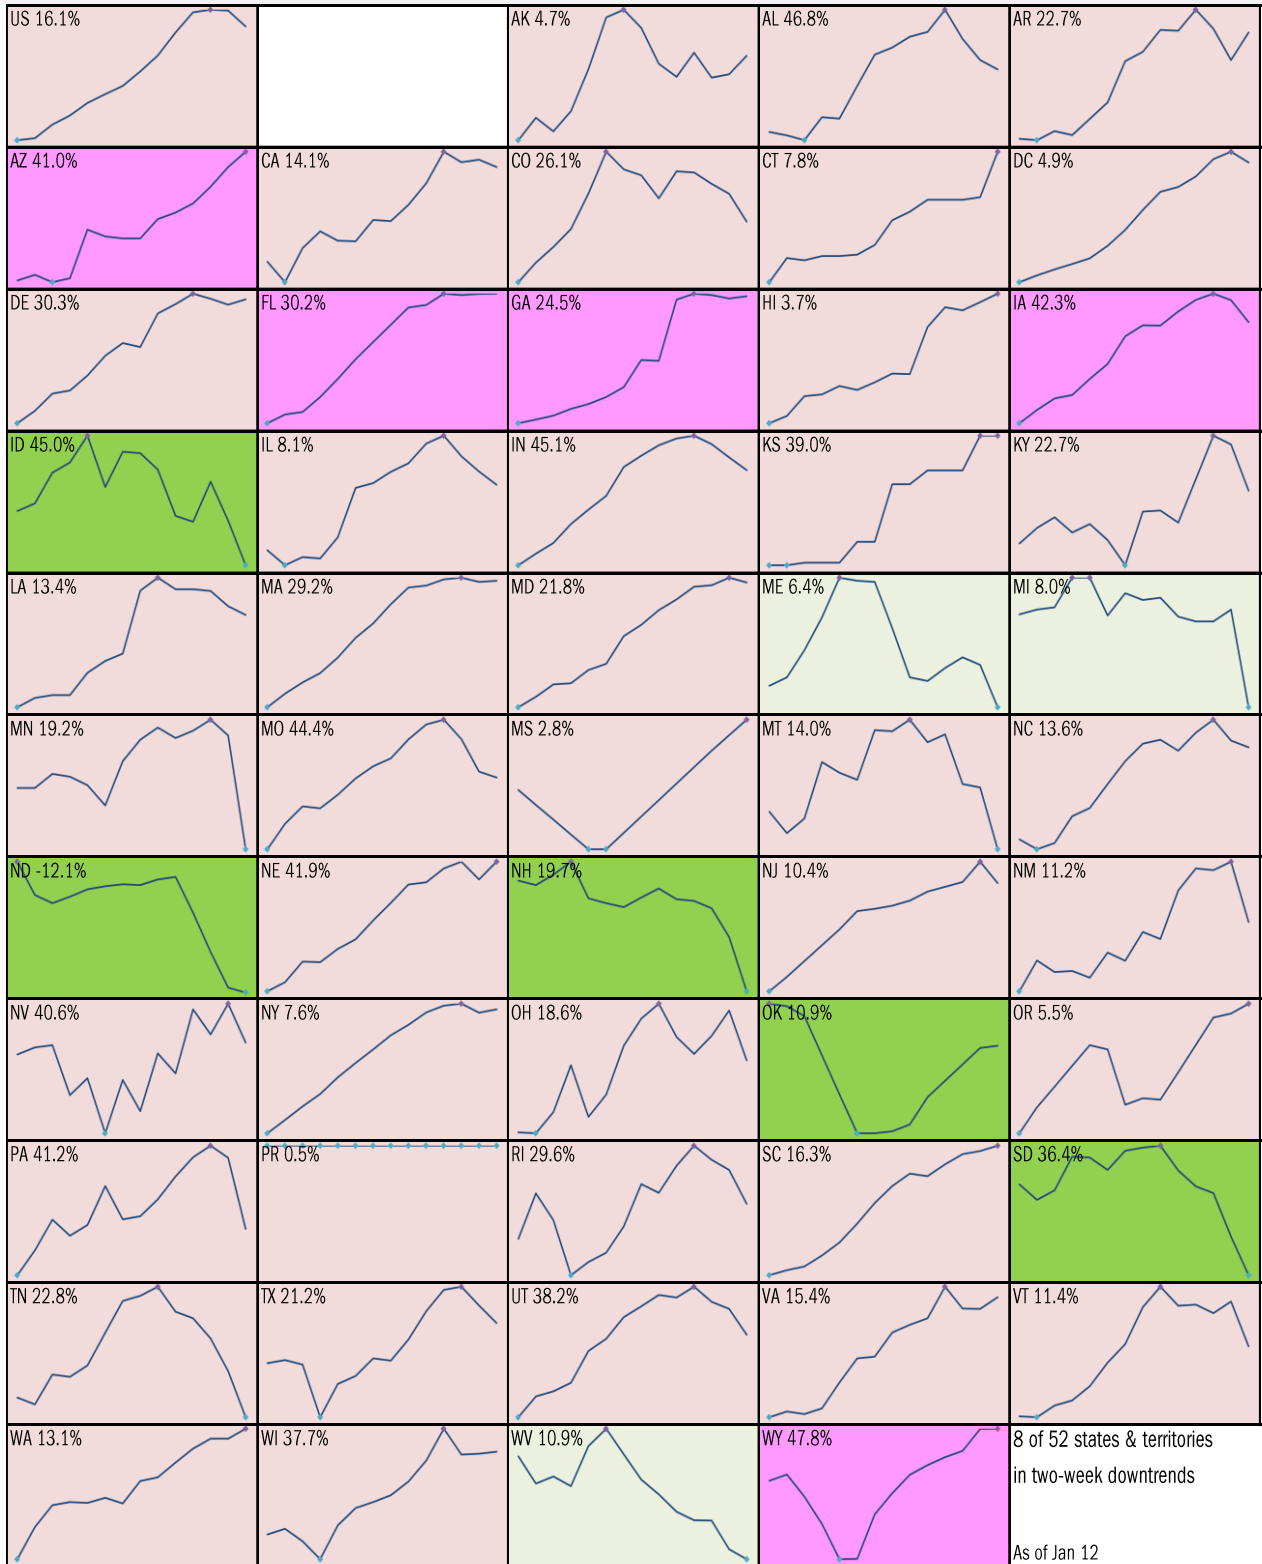 US 16.1%
AK 4.7%
AL 46.8%
AR 22.7%
AZ 41.0%
CA 14.1%
CO 26.1%
CT 7.8%
DC 4.9%
DE 30.3%
FL 30.2%
GA 24.5%
HI 3.7%
IA 42.3%
ID 45.0%
IL 8.1%
IN 45.1%
KS 39.0%
KY 22.7%
LA 13.4%
MA 29.2%
MD 21.8%
ME 6.4%
MI 8.0%
MN 19.2%
MO 44.4%
MS 2.8%
MT 14.0%
NC 13.6%
ND -12.1%
NE 41.9%
NH 19.7%
NJ 10.4%
NM 11.2%
NV 40.6%
NY 7.6%
OH 18.6%
OK 10.9%
OR 5.5%
PA 41.2%
PR 0.5%
RI 29.6%
SC 16.3%
SD 36.4%
TN 22.8%
TX 21.2%
UT 38.2%
VA 15.4%
VT 11.4%
WA 13.1%
WI 37.7%
WV 10.9%
WY 47.8%
8 of 52 states & territories
in two-week downtrends
As of Jan 12